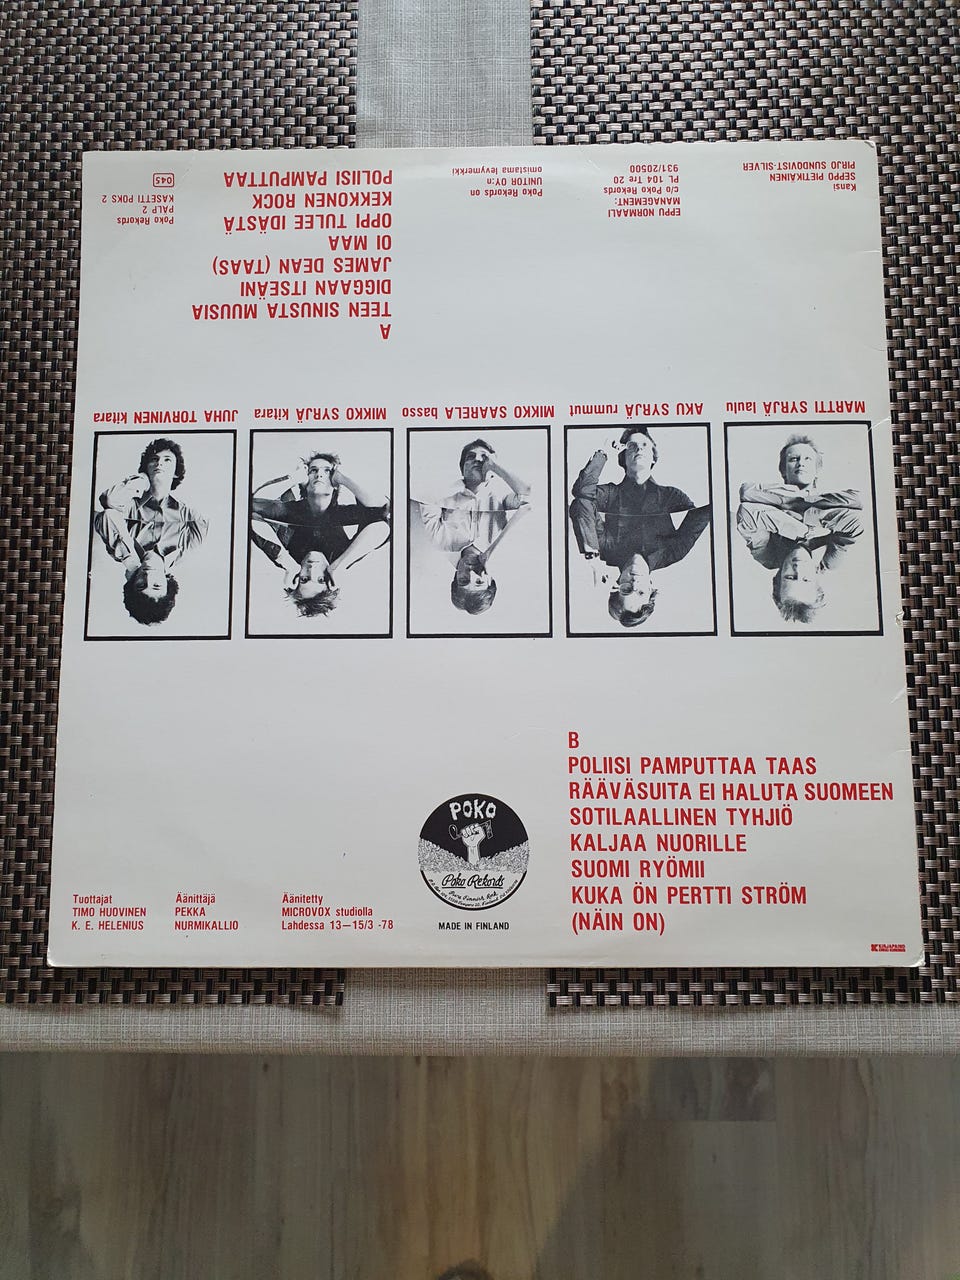 A
TEEN SINUSTA MUUSIA
DIGGAAN ITSEÄNI
JAMES DEAN (TAAS)
OI MAA
OPPI TULEE IDÄSTÄ
KEKKONEN ROCK
POLIISI PAMPUTTAA
Kansi
SEPPO PIETIKÄINEN
PIRJO SUNDQVIST-SILVER
EPPU NORMAALI
MANAGEMENT:
c/o Poko Rekords
PL 104 Tre 20
931/20500
Poko Rekords on
UNITOR OY:n
omistama levymerkki
Poko Rekords
PALP 2
KASETTI POKS 2
045
MARTTI SYRJÄ laulu
AKU SYRJÄ rummut
MIKKO SAARELA basso
MIKKO SYRJÄ kitara
JUHA TORVINEN kitara
B
POLIISI PAMPUTTAA TAAS
RÄÄVÄSUITA EI HALUTA SUOMEEN
SOTILAALLINEN TYHJIÖ
KALJAA NUORILLE
SUOMI RYÖMII
KUKA ÖN PERTTI STRÖM
(NÄIN ON)
Tuottajat
TIMO HUOVINEN
K. E. HELENIUS
Äänittäjä
PEKKA
NURMIKALLIO
Äänitetty
MICROVOX studiolla
Lahdessa 13—15/3 -78
POKO
Poko Rekords
Pure Finnish Rock
MADE IN FINLAND